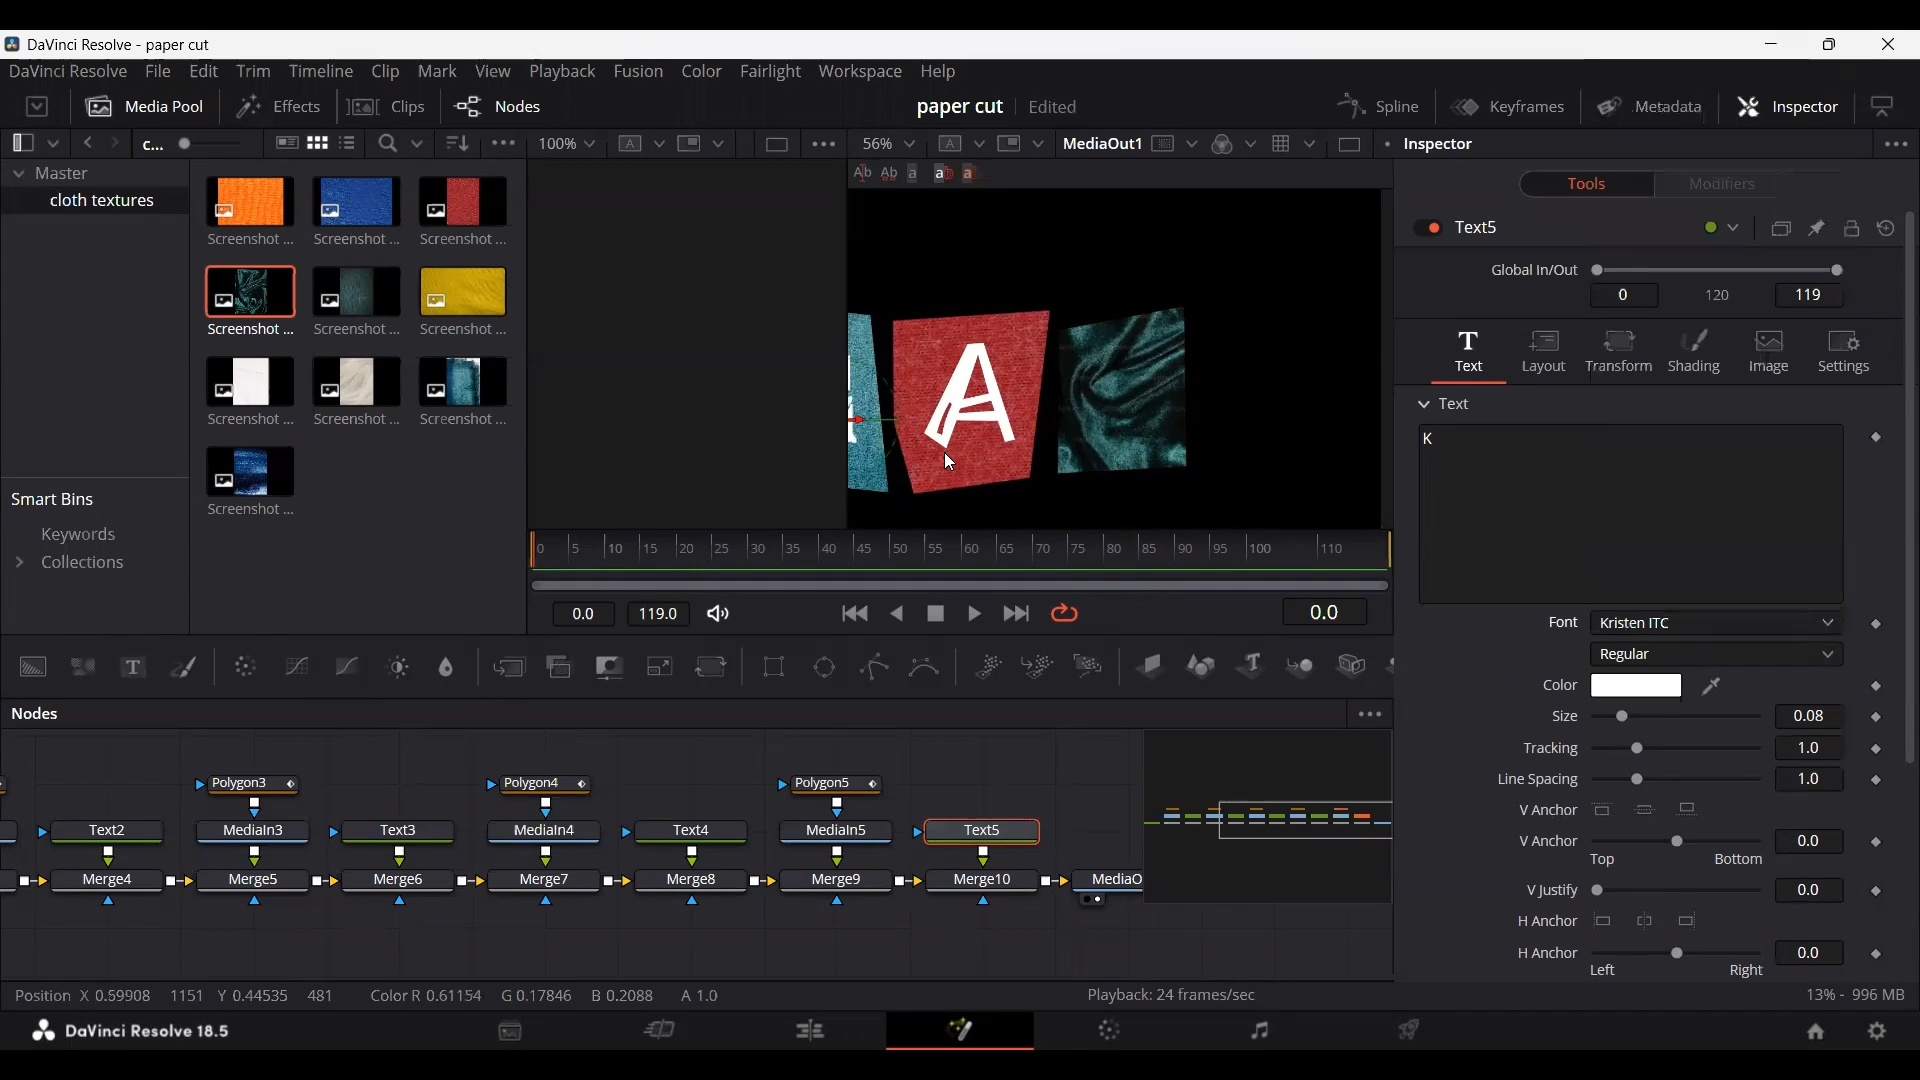 DaVinci Resolve - paper cut
DaVinci Resolve File Edit Trim Timeline Clip Mark View Playback Fusion Color Fairlight Workspace Help
Media Pool Effects Clips Nodes paper cut Edited Spline Keyframes Metadata Inspector
c... 100% A 56% A MediaOut1 Inspector
Master
cloth textures
Ab Ab a ab a
Tools Modifiers
Text5
Screenshot ... Screenshot ... Screenshot ...
Global In/Out
0 120 119
Screenshot ... Screenshot ... Screenshot ...
A
Text Layout Transform Shading Image Settings
Text
Screenshot ... Screenshot ... Screenshot ...
K
Smart Bins
Screenshot ...
Keywords
Collections
0 5 10 15 20 25 30 35 40 45 50 55 60 65 70 75 80 85 90 95 100 110
0.0 119.0 0.0
Font Kristen ITC
Regular
Color
Size 0.08
Tracking 1.0
Line Spacing 1.0
V Anchor
V Anchor 0.0
Top Bottom
V Justify 0.0
H Anchor
H Anchor 0.0
Left Right
Nodes
Polygon3 Polygon4 Polygon5
Text2 MediaIn3 Text3 MediaIn4 Text4 MediaIn5 Text5
Merge4 Merge5 Merge6 Merge7 Merge8 Merge9 Merge10 MediaO
Position X 0.59908 1151 Y 0.44535 481 Color R 0.61154 G 0.17846 B 0.2088 A 1.0 Playback: 24 frames/sec 13% - 996 MB
DaVinci Resolve 18.5